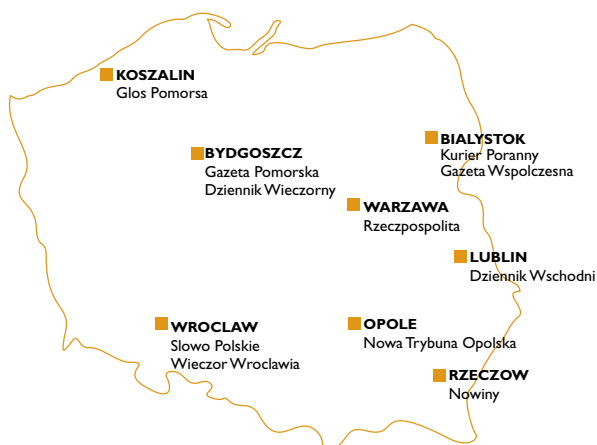 KOSZALIN
Glos Pomorsa
BYDGOSZCZ
Gazeta Pomorska
Dziennik Wieczorny
BIALYSTOK
Kurier Poranny
Gazeta Wspolczesna
WARZAWA
Rzeczpospolita
LUBLIN
Dziennik Wschodni
WROCLAW
Slowo Polskie
Wieczor Wroclawia
OPOLE
Nowa Trybuna Opolska
RZECZOW
Nowiny